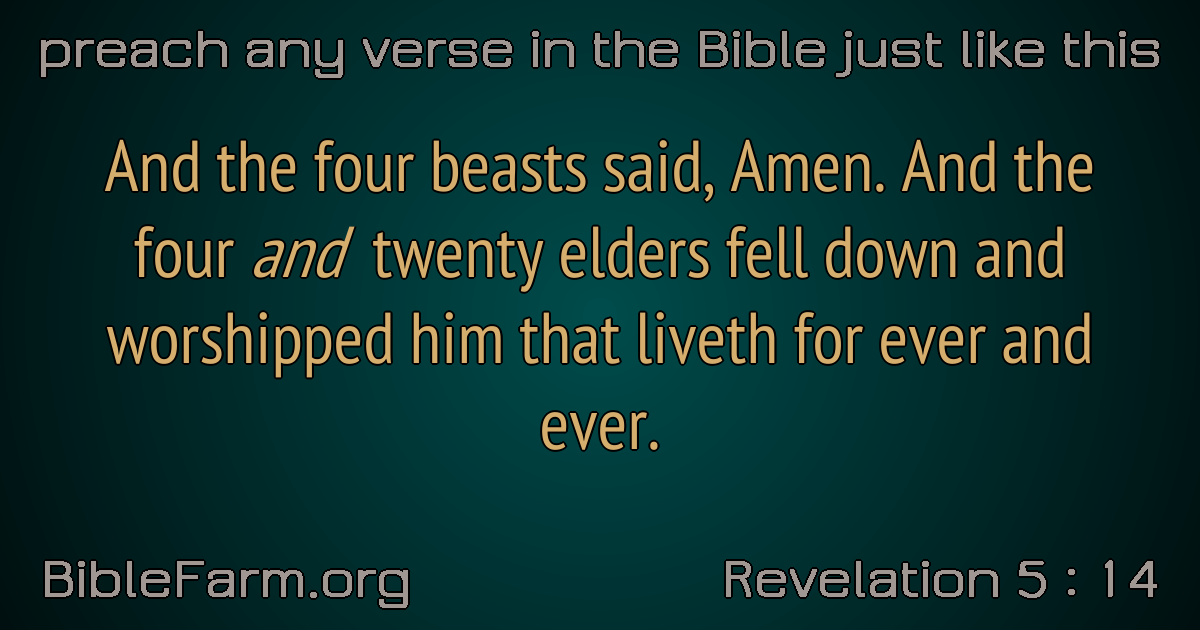 preach any verse in the Bible just like this
And the four beasts said, Amen. And the
four and twenty elders fell down and
worshipped him that liveth for ever and
ever.
BibleFarm.org
Revelation 5 : 14